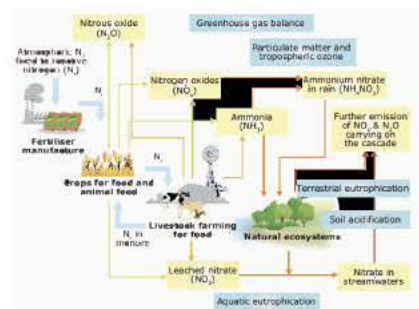 Nitrous oxide
(N₂O)
Greenhouse gas balance
Atmospheric N₂
fixed to reactive
nitrogen (Nᵣ)
Particulate matter and
tropospheric ozone
Nitrogen oxides
(NOₓ)
Ammonium nitrate
in rain (NH₄NO₃)
Nᵣ
Ammonia
(NH₃)
Further emission
of NOₓ & N₂O
carrying on
the cascade
Fertiliser
manufacture
Nᵣ
Crops for food and
animal food
Terrestrial eutrophication
Soil acidification
Nᵣ in
manure
Livestock farming
for food
Natural ecosystems
Leached nitrate
(NO₃)
Nitrate in
streamwaters
Aquatic eutrophication